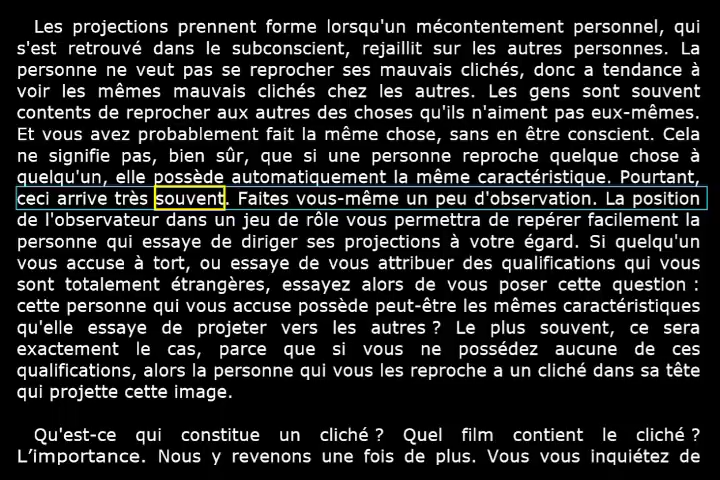 Les projections prennent forme lorsqu'un mécontentement personnel, qui
s'est retrouvé dans le subconscient, rejaillit sur les autres personnes. La
personne ne veut pas se reprocher ses mauvais clichés, donc a tendance à
voir les mêmes mauvais clichés chez les autres. Les gens sont souvent
contents de reprocher aux autres des choses qu'ils n'aiment pas eux-mêmes.
Et vous avez probablement fait la même chose, sans en être conscient. Cela
ne signifie pas, bien sûr, que si une personne reproche quelque chose à
quelqu'un, elle possède automatiquement la même caractéristique. Pourtant,
ceci arrive très souvent. Faites vous-même un peu d'observation. La position
de l'observateur dans un jeu de rôle vous permettra de repérer facilement la
personne qui essaye de diriger ses projections à votre égard. Si quelqu'un
vous accuse à tort, ou essaye de vous attribuer des qualifications qui vous
sont totalement étrangères, essayez alors de vous poser cette question :
cette personne qui vous accuse possède peut-être les mêmes caractéristiques
qu'elle essaye de projeter vers les autres ? Le plus souvent, ce sera
exactement le cas, parce que si vous ne possédez aucune de ces
qualifications, alors la personne qui vous les reproche a un cliché dans sa tête
qui projette cette image.
Qu'est-ce qui constitue un cliché ? Quel film contient le cliché ?
L’importance. Nous y revenons une fois de plus. Vous vous inquiétez de